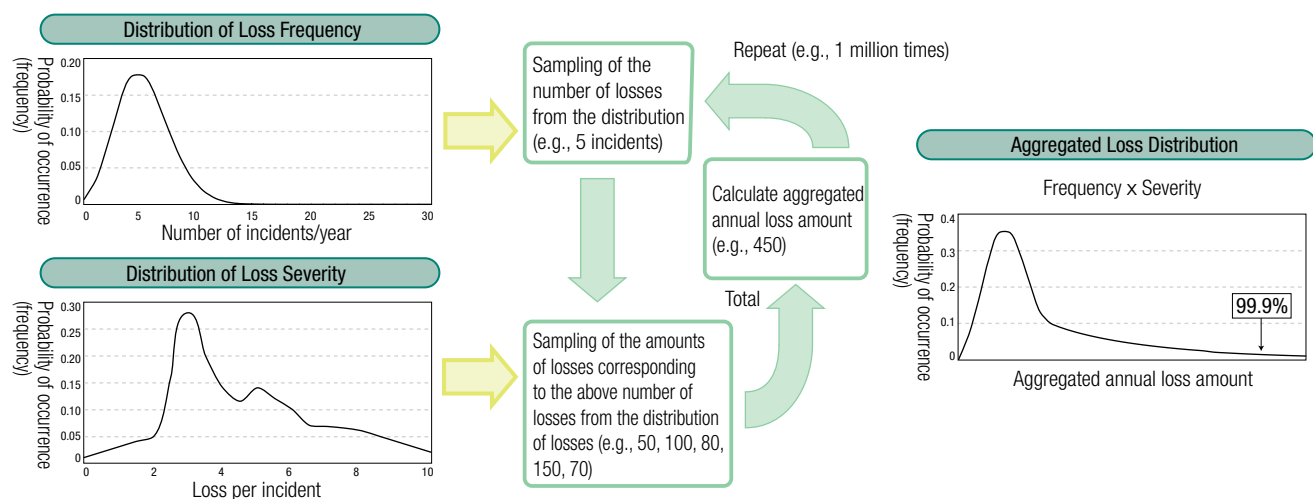 Distribution of Loss Frequency
Probability of occurrence
(frequency)
0.20
0.15
0.10
0.05
0
0 5 10 15 20 25 30
Number of incidents/year
Distribution of Loss Severity
Probability of occurrence
(frequency)
0.30
0.25
0.20
0.15
0.10
0.05
0
0 2 4 6 8 10
Loss per incident
Sampling of the
number of losses
from the distribution
(e.g., 5 incidents)
Repeat (e.g., 1 million times)
Sampling of the amounts
of losses corresponding
to the above number of
losses from the distribution
of losses (e.g., 50, 100, 80,
150, 70)
Total
Calculate aggregated
annual loss amount
(e.g., 450)
Aggregated Loss Distribution
Frequency x Severity
Probability of occurrence
(frequency)
0.4
0.3
0.2
0.1
0
99.9%
Aggregated annual loss amount